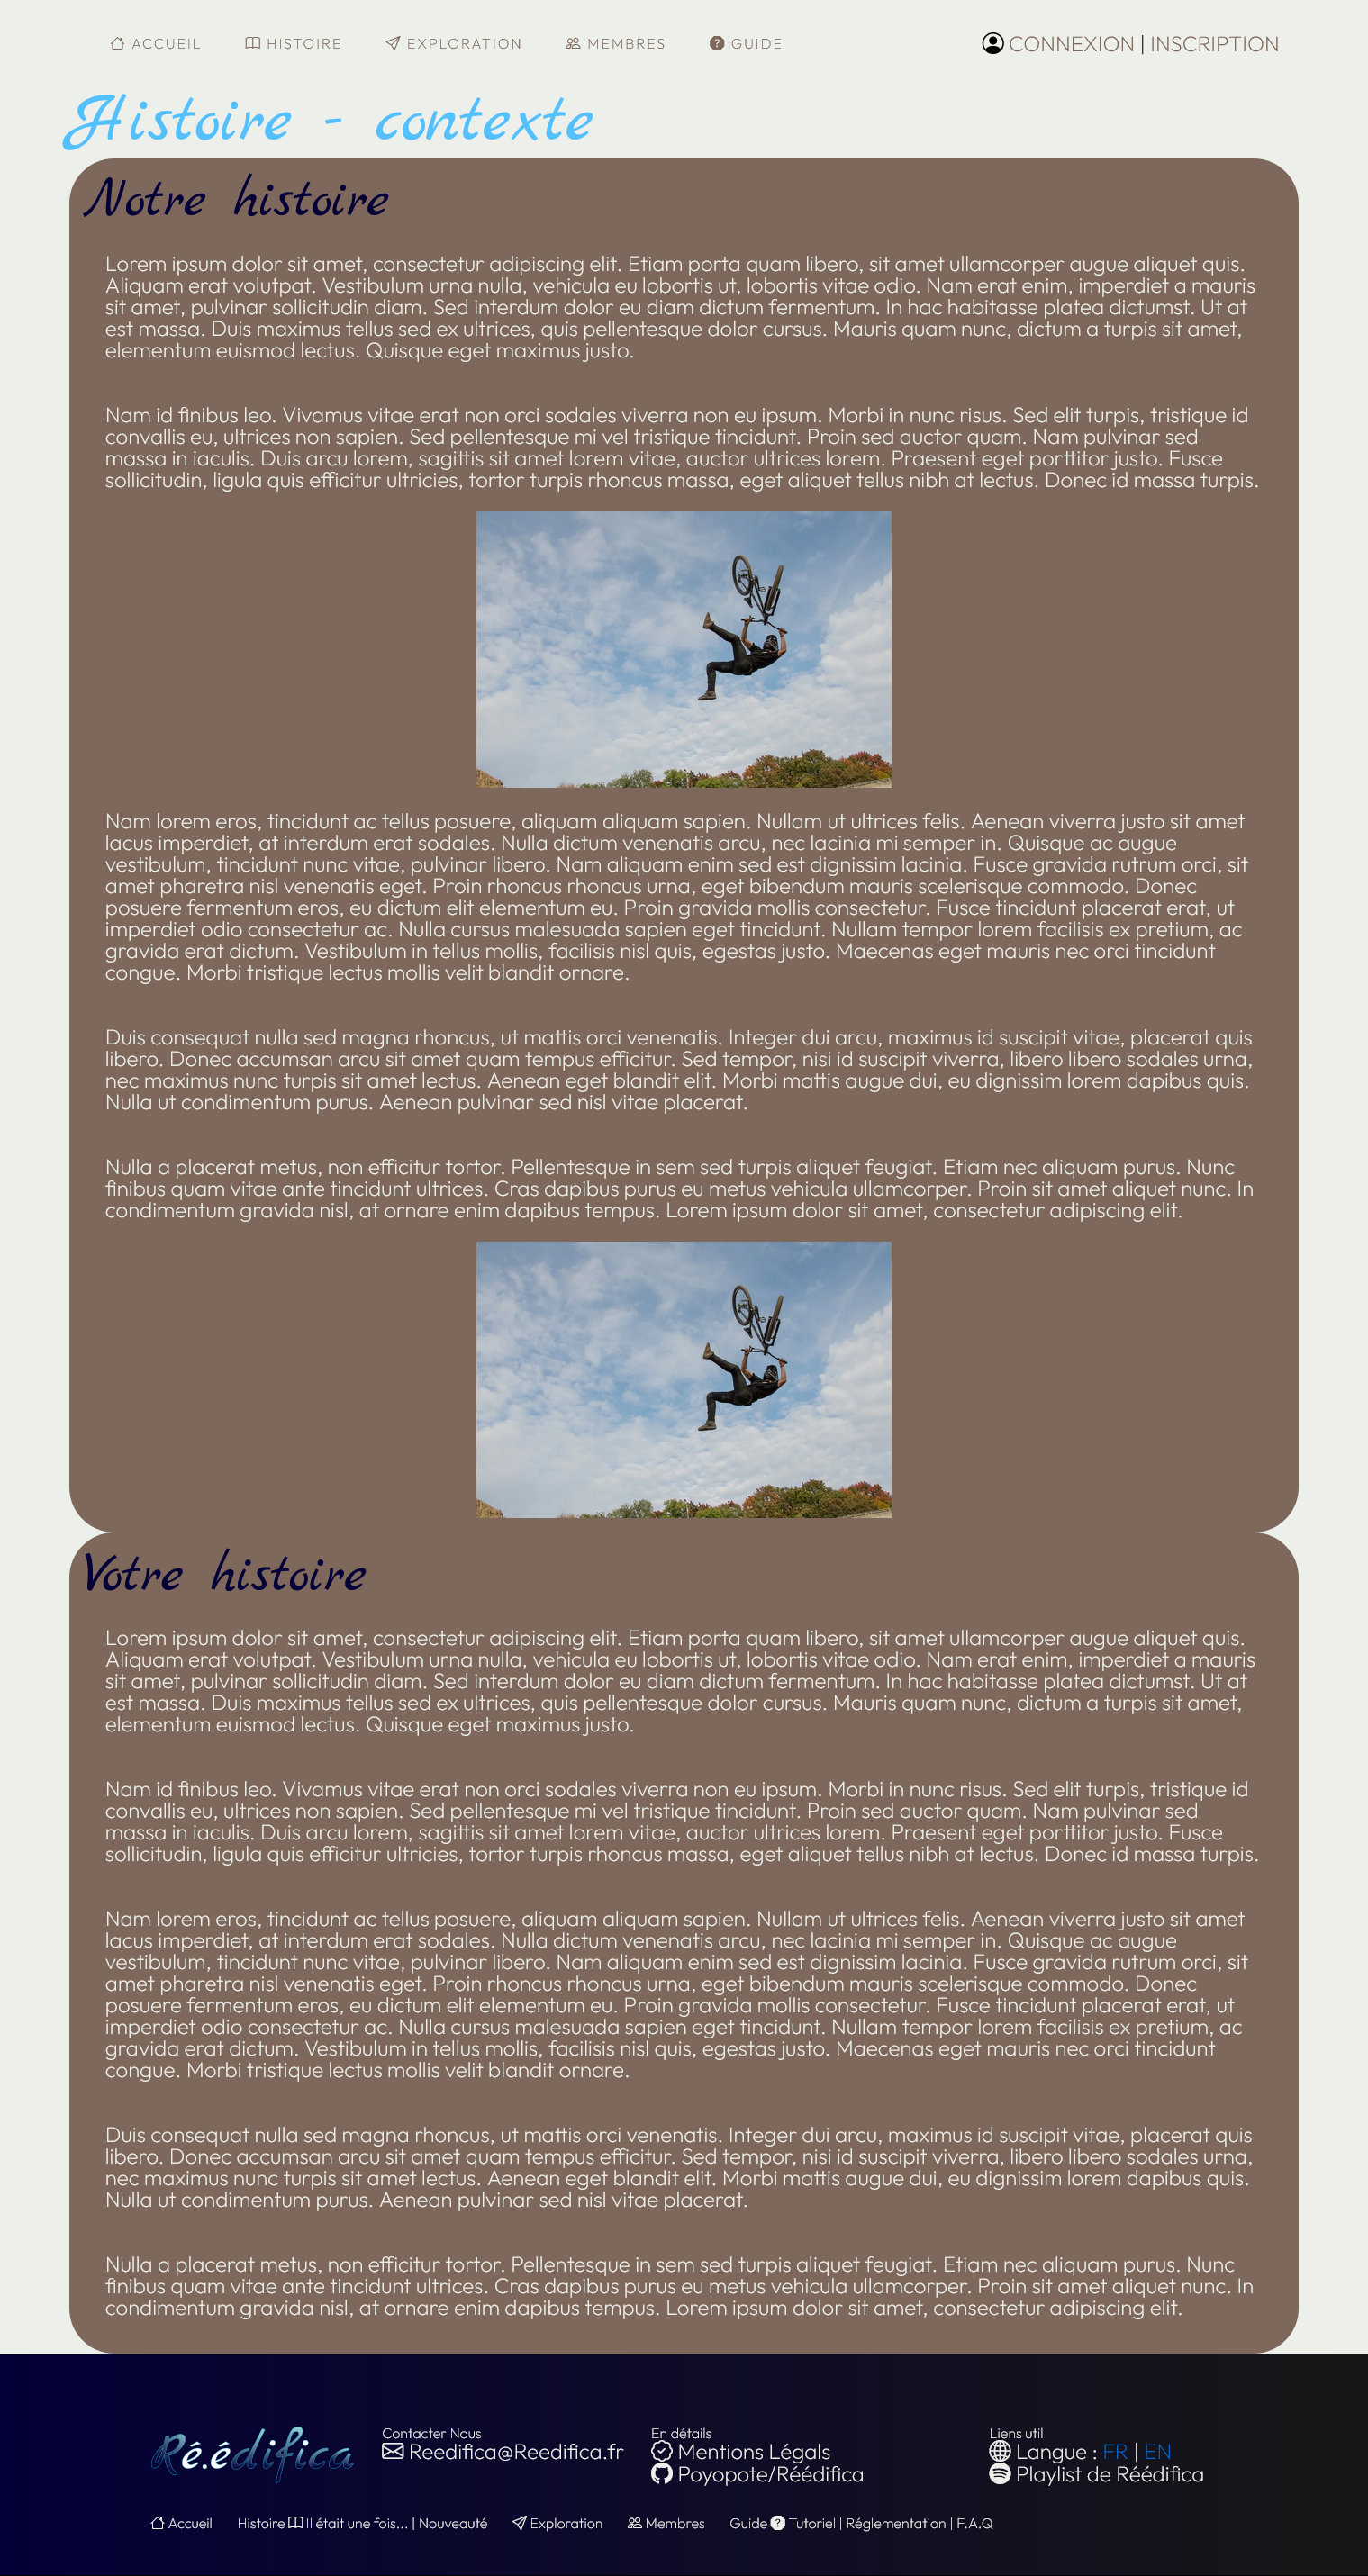 ACCUEIL HISTOIRE EXPLORATION MEMBRES GUIDE CONNEXION | INSCRIPTION
Histoire - contexte
Notre histoire
Lorem ipsum dolor sit amet, consectetur adipiscing elit. Etiam porta quam libero, sit amet ullamcorper augue aliquet quis.
Aliquam erat volutpat. Vestibulum urna nulla, vehicula eu lobortis ut, lobortis vitae odio. Nam erat enim, imperdiet a mauris
sit amet, pulvinar sollicitudin diam. Sed interdum dolor eu diam dictum fermentum. In hac habitasse platea dictumst. Ut at
est massa. Duis maximus tellus sed ex ultrices, quis pellentesque dolor cursus. Mauris quam nunc, dictum a turpis sit amet,
elementum euismod lectus. Quisque eget maximus justo.
Nam id finibus leo. Vivamus vitae erat non orci sodales viverra non eu ipsum. Morbi in nunc risus. Sed elit turpis, tristique id
convallis eu, ultrices non sapien. Sed pellentesque mi vel tristique tincidunt. Proin sed auctor quam. Nam pulvinar sed
massa in iaculis. Duis arcu lorem, sagittis sit amet lorem vitae, auctor ultrices lorem. Praesent eget porttitor justo. Fusce
sollicitudin, ligula quis efficitur ultricies, tortor turpis rhoncus massa, eget aliquet tellus nibh at lectus. Donec id massa turpis.
Nam lorem eros, tincidunt ac tellus posuere, aliquam aliquam sapien. Nullam ut ultrices felis. Aenean viverra justo sit amet
lacus imperdiet, at interdum erat sodales. Nulla dictum venenatis arcu, nec lacinia mi semper in. Quisque ac augue
vestibulum, tincidunt nunc vitae, pulvinar libero. Nam aliquam enim sed est dignissim lacinia. Fusce gravida rutrum orci, sit
amet pharetra nisl venenatis eget. Proin rhoncus rhoncus urna, eget bibendum mauris scelerisque commodo. Donec
posuere fermentum eros, eu dictum elit elementum eu. Proin gravida mollis consectetur. Fusce tincidunt placerat erat, ut
imperdiet odio consectetur ac. Nulla cursus malesuada sapien eget tincidunt. Nullam tempor lorem facilisis ex pretium, ac
gravida erat dictum. Vestibulum in tellus mollis, facilisis nisl quis, egestas justo. Maecenas eget mauris nec orci tincidunt
congue. Morbi tristique lectus mollis velit blandit ornare.
Duis consequat nulla sed magna rhoncus, ut mattis orci venenatis. Integer dui arcu, maximus id suscipit vitae, placerat quis
libero. Donec accumsan arcu sit amet quam tempus efficitur. Sed tempor, nisi id suscipit viverra, libero libero sodales urna,
nec maximus nunc turpis sit amet lectus. Aenean eget blandit elit. Morbi mattis augue dui, eu dignissim lorem dapibus quis.
Nulla ut condimentum purus. Aenean pulvinar sed nisl vitae placerat.
Nulla a placerat metus, non efficitur tortor. Pellentesque in sem sed turpis aliquet feugiat. Etiam nec aliquam purus. Nunc
finibus quam vitae ante tincidunt ultrices. Cras dapibus purus eu metus vehicula ullamcorper. Proin sit amet aliquet nunc. In
condimentum gravida nisl, at ornare enim dapibus tempus. Lorem ipsum dolor sit amet, consectetur adipiscing elit.
Votre histoire
Lorem ipsum dolor sit amet, consectetur adipiscing elit. Etiam porta quam libero, sit amet ullamcorper augue aliquet quis.
Aliquam erat volutpat. Vestibulum urna nulla, vehicula eu lobortis ut, lobortis vitae odio. Nam erat enim, imperdiet a mauris
sit amet, pulvinar sollicitudin diam. Sed interdum dolor eu diam dictum fermentum. In hac habitasse platea dictumst. Ut at
est massa. Duis maximus tellus sed ex ultrices, quis pellentesque dolor cursus. Mauris quam nunc, dictum a turpis sit amet,
elementum euismod lectus. Quisque eget maximus justo.
Nam id finibus leo. Vivamus vitae erat non orci sodales viverra non eu ipsum. Morbi in nunc risus. Sed elit turpis, tristique id
convallis eu, ultrices non sapien. Sed pellentesque mi vel tristique tincidunt. Proin sed auctor quam. Nam pulvinar sed
massa in iaculis. Duis arcu lorem, sagittis sit amet lorem vitae, auctor ultrices lorem. Praesent eget porttitor justo. Fusce
sollicitudin, ligula quis efficitur ultricies, tortor turpis rhoncus massa, eget aliquet tellus nibh at lectus. Donec id massa turpis.
Nam lorem eros, tincidunt ac tellus posuere, aliquam aliquam sapien. Nullam ut ultrices felis. Aenean viverra justo sit amet
lacus imperdiet, at interdum erat sodales. Nulla dictum venenatis arcu, nec lacinia mi semper in. Quisque ac augue
vestibulum, tincidunt nunc vitae, pulvinar libero. Nam aliquam enim sed est dignissim lacinia. Fusce gravida rutrum orci, sit
amet pharetra nisl venenatis eget. Proin rhoncus rhoncus urna, eget bibendum mauris scelerisque commodo. Donec
posuere fermentum eros, eu dictum elit elementum eu. Proin gravida mollis consectetur. Fusce tincidunt placerat erat, ut
imperdiet odio consectetur ac. Nulla cursus malesuada sapien eget tincidunt. Nullam tempor lorem facilisis ex pretium, ac
gravida erat dictum. Vestibulum in tellus mollis, facilisis nisl quis, egestas justo. Maecenas eget mauris nec orci tincidunt
congue. Morbi tristique lectus mollis velit blandit ornare.
Duis consequat nulla sed magna rhoncus, ut mattis orci venenatis. Integer dui arcu, maximus id suscipit vitae, placerat quis
libero. Donec accumsan arcu sit amet quam tempus efficitur. Sed tempor, nisi id suscipit viverra, libero libero sodales urna,
nec maximus nunc turpis sit amet lectus. Aenean eget blandit elit. Morbi mattis augue dui, eu dignissim lorem dapibus quis.
Nulla ut condimentum purus. Aenean pulvinar sed nisl vitae placerat.
Nulla a placerat metus, non efficitur tortor. Pellentesque in sem sed turpis aliquet feugiat. Etiam nec aliquam purus. Nunc
finibus quam vitae ante tincidunt ultrices. Cras dapibus purus eu metus vehicula ullamcorper. Proin sit amet aliquet nunc. In
condimentum gravida nisl, at ornare enim dapibus tempus. Lorem ipsum dolor sit amet, consectetur adipiscing elit.
Ré.édifica
Contacter Nous
Reedifica@Reedifica.fr
En détails
Mentions Légals
Poyopote/Réédifica
Liens util
Langue : FR | EN
Playlist de Réédifica
Accueil Histoire Il était une fois... | Nouveauté Exploration Membres Guide Tutoriel | Réglementation | F.A.Q